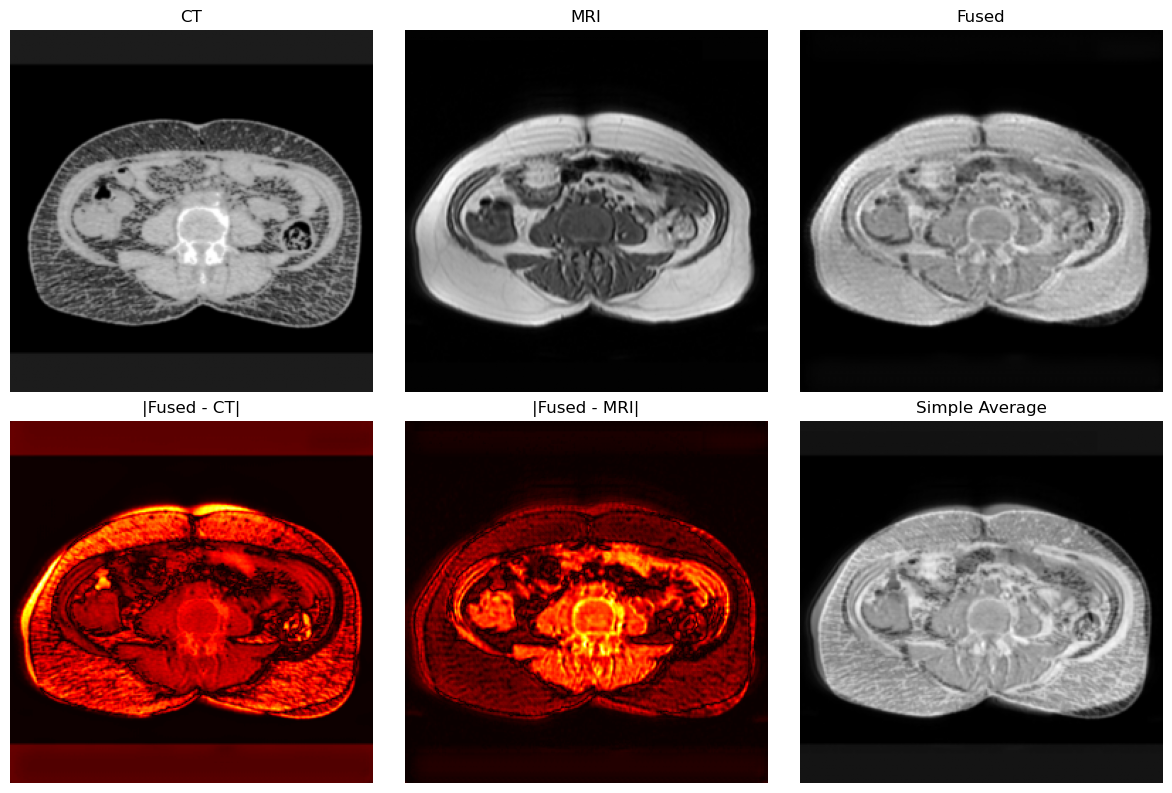 CT
MRI
Fused
|Fused - CT|
|Fused - MRI|
Simple Average